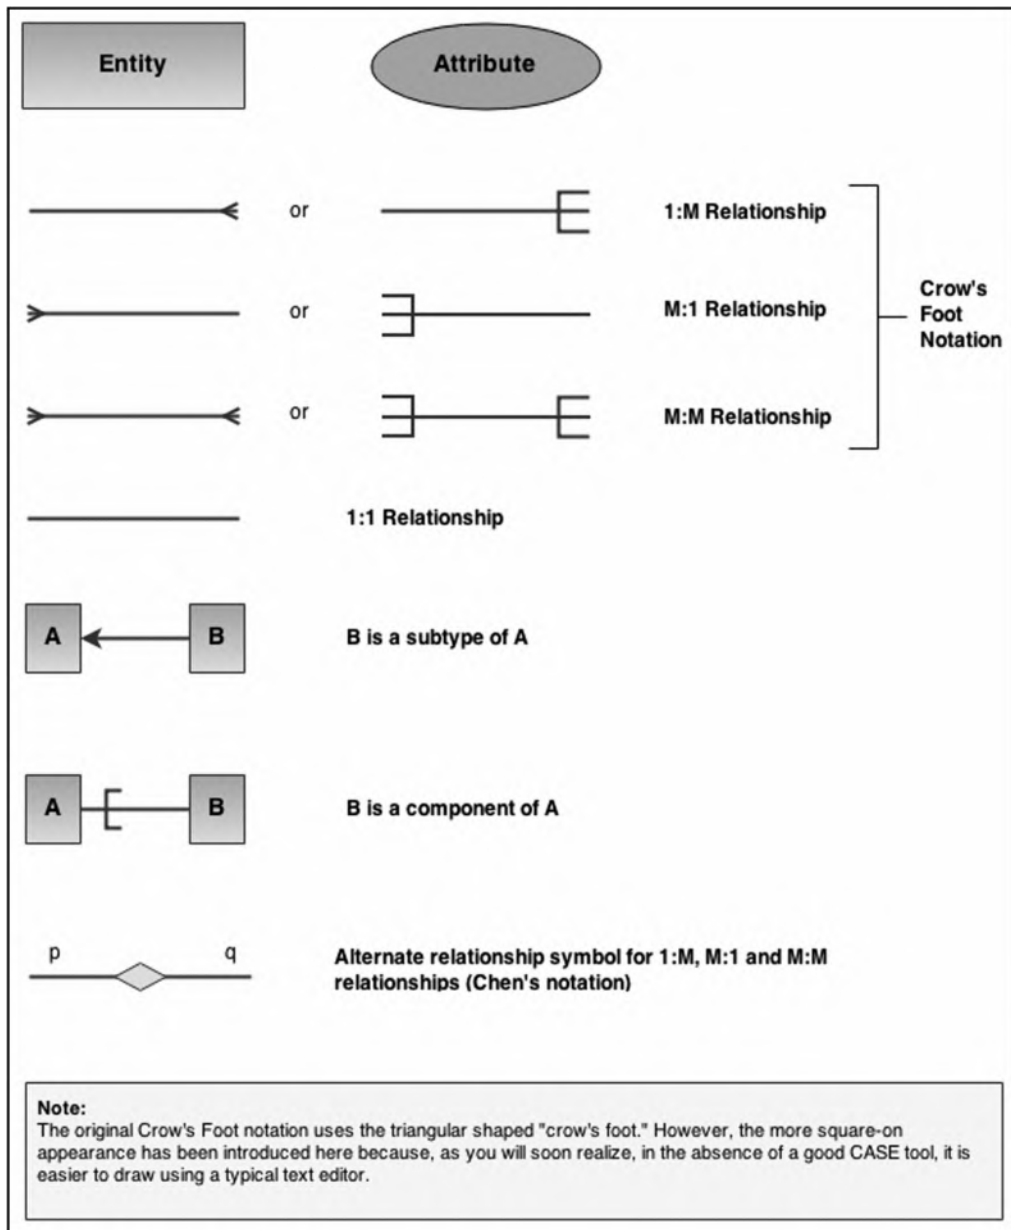 Entity
Attribute
or
1:M Relationship
or
M:1 Relationship
Crow's
Foot
Notation
or
M:M Relationship
1:1 Relationship
A
B
B is a subtype of A
A
B
B is a component of A
p
q
Alternate relationship symbol for 1:M, M:1 and M:M
relationships (Chen's notation)
Note:
The original Crow's Foot notation uses the triangular shaped "crow's foot." However, the more square-on
appearance has been introduced here because, as you will soon realize, in the absence of a good CASE tool, it is
easier to draw using a typical text editor.